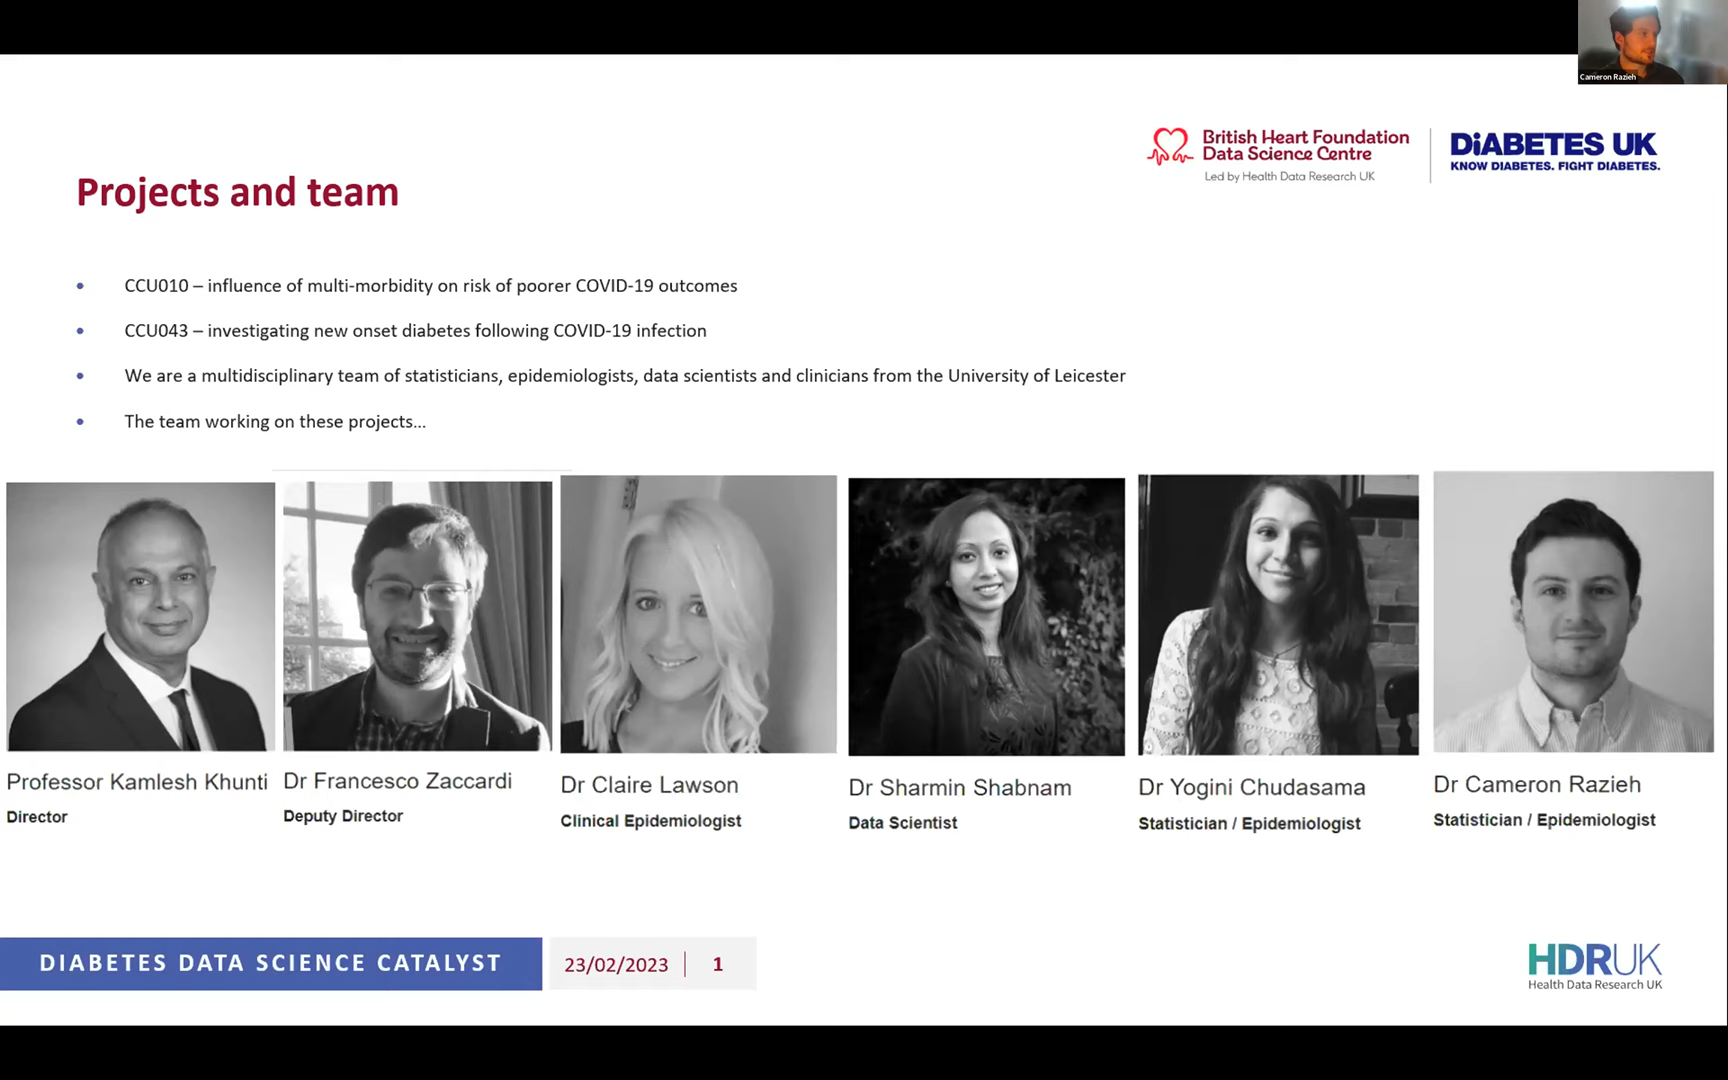 Cameron Razieh
British Heart Foundation
Data Science Centre
Led by Health Data Research UK
DiABETES UK
KNOW DIABETES. FIGHT DIABETES.
Projects and team
• CCU010 – influence of multi-morbidity on risk of poorer COVID-19 outcomes
• CCU043 – investigating new onset diabetes following COVID-19 infection
• We are a multidisciplinary team of statisticians, epidemiologists, data scientists and clinicians from the University of Leicester
• The team working on these projects...
Professor Kamlesh Khunti
Director
Dr Francesco Zaccardi
Deputy Director
Dr Claire Lawson
Clinical Epidemiologist
Dr Sharmin Shabnam
Data Scientist
Dr Yogini Chudasama
Statistician / Epidemiologist
Dr Cameron Razieh
Statistician / Epidemiologist
DIABETES DATA SCIENCE CATALYST
23/02/2023 | 1
HDRUK
Health Data Research UK